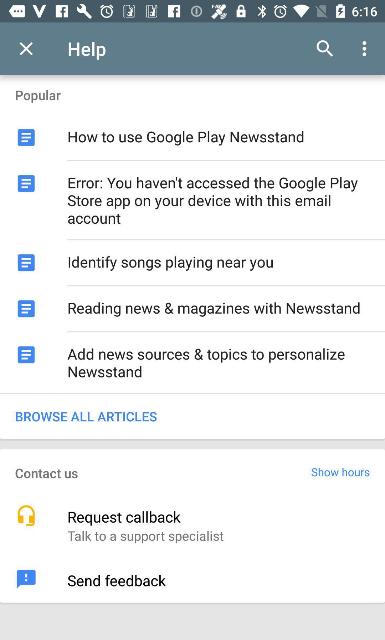 6:16
Help
Popular
How to use Google Play Newsstand
Error: You haven't accessed the Google Play
Store app on your device with this email
account
Identify songs playing near you
Reading news & magazines with Newsstand
Add news sources & topics to personalize
Newsstand
BROWSE ALL ARTICLES
Contact us
Show hours
Request callback
Talk to a support specialist
Send feedback